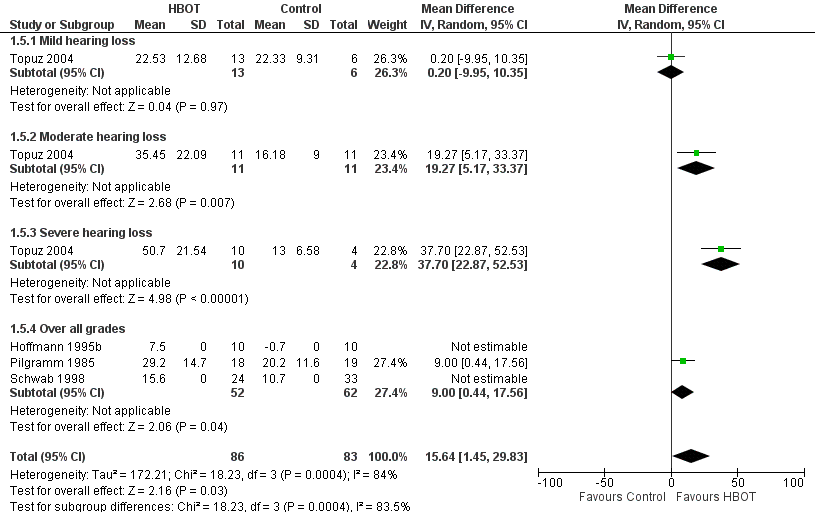 HBOT Control Mean Difference Mean Difference
Study or Subgroup Mean SD Total Mean SD Total Weight IV, Random, 95% CI IV, Random, 95% CI
1.5.1 Mild hearing loss
Topuz 2004 22.53 12.68 13 22.33 9.31 6 26.3% 0.20 [-9.95, 10.35]
Subtotal (95% CI) 13 6 26.3% 0.20 [-9.95, 10.35]
Heterogeneity: Not applicable
Test for overall effect: Z = 0.04 (P = 0.97)
1.5.2 Moderate hearing loss
Topuz 2004 35.45 22.09 11 16.18 9 11 23.4% 19.27 [5.17, 33.37]
Subtotal (95% CI) 11 11 23.4% 19.27 [5.17, 33.37]
Heterogeneity: Not applicable
Test for overall effect: Z = 2.68 (P = 0.007)
1.5.3 Severe hearing loss
Topuz 2004 50.7 21.54 10 13 6.58 4 22.8% 37.70 [22.87, 52.53]
Subtotal (95% CI) 10 4 22.8% 37.70 [22.87, 52.53]
Heterogeneity: Not applicable
Test for overall effect: Z = 4.98 (P < 0.00001)
1.5.4 Over all grades
Hoffmann 1995b 7.5 0 10 -0.7 0 10 Not estimable
Pilgramm 1985 29.2 14.7 18 20.2 11.6 19 27.4% 9.00 [0.44, 17.56]
Schwab 1998 15.6 0 24 10.7 0 33 Not estimable
Subtotal (95% CI) 52 62 27.4% 9.00 [0.44, 17.56]
Heterogeneity: Not applicable
Test for overall effect: Z = 2.06 (P = 0.04)
Total (95% CI) 86 83 100.0% 15.64 [1.45, 29.83]
Heterogeneity: Tau² = 172.21; Chi² = 18.23, df = 3 (P = 0.0004); I² = 84%
Test for overall effect: Z = 2.16 (P = 0.03)
Test for subgroup differences: Chi² = 18.23, df = 3 (P = 0.0004), I² = 83.5%
-100 -50 0 50 100
Favours Control Favours HBOT